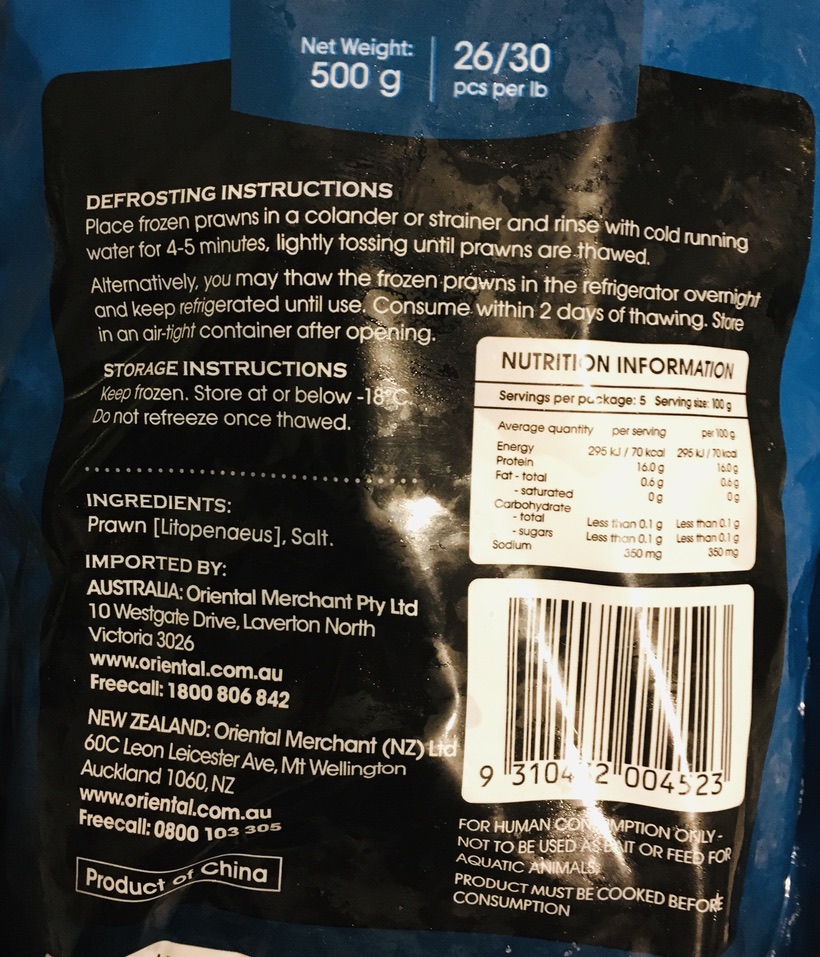 Net Weight:
500 g
26/30
pcs per lb
DEFROSTING INSTRUCTIONS
Place frozen prawns in a colander or strainer and rinse with cold running
water for 4-5 minutes, lightly tossing until prawns are thawed.
Alternatively, you may thaw the frozen prawns in the refrigerator overnight
and keep refrigerated until use. Consume within 2 days of thawing. Store
in an air-tight container after opening.
STORAGE INSTRUCTIONS
Keep frozen. Store at or below -18°C.
Do not refreeze once thawed.
NUTRITION INFORMATION
Servings per package: 5 Serving size: 100 g
Average quantity per serving per 100 g
Energy 295 kJ / 70 kcal 295 kJ / 70 kcal
Protein 16.0 g 16.0 g
Fat - total 0.6 g 0.6 g
- saturated 0 g 0 g
Carbohydrate
- total Less than 0.1 g Less than 0.1 g
- sugars Less than 0.1 g Less than 0.1 g
Sodium 350 mg 350 mg
INGREDIENTS:
Prawn [Litopenaeus], Salt.
IMPORTED BY:
AUSTRALIA: Oriental Merchant Pty Ltd
10 Westgate Drive, Laverton North
Victoria 3026
www.oriental.com.au
Freecall: 1800 806 842
NEW ZEALAND: Oriental Merchant (NZ) Ltd
60C Leon Leicester Ave, Mt Wellington
Auckland 1060, NZ
www.oriental.com.au
Freecall: 0800 103 305
Product of China
9 3104 2 004523
FOR HUMAN CONSUMPTION ONLY -
NOT TO BE USED AS BAIT OR FEED FOR
AQUATIC ANIMALS.
PRODUCT MUST BE COOKED BEFORE
CONSUMPTION